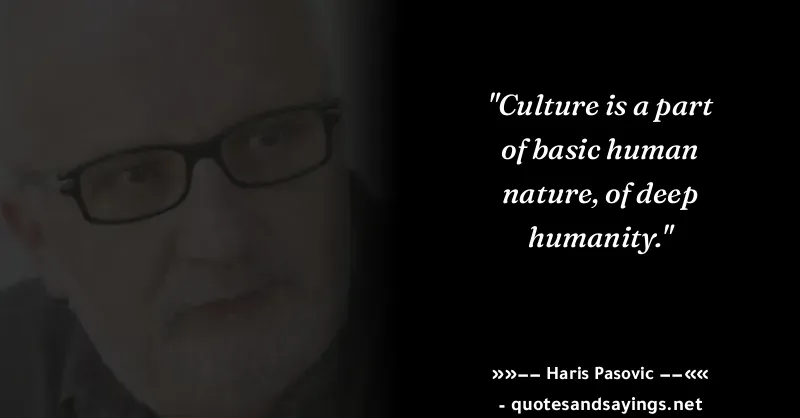 "Culture is a part
of basic human
nature, of deep
humanity."
»»−− Haris Pasovic −−««
- quotesandsayings.net